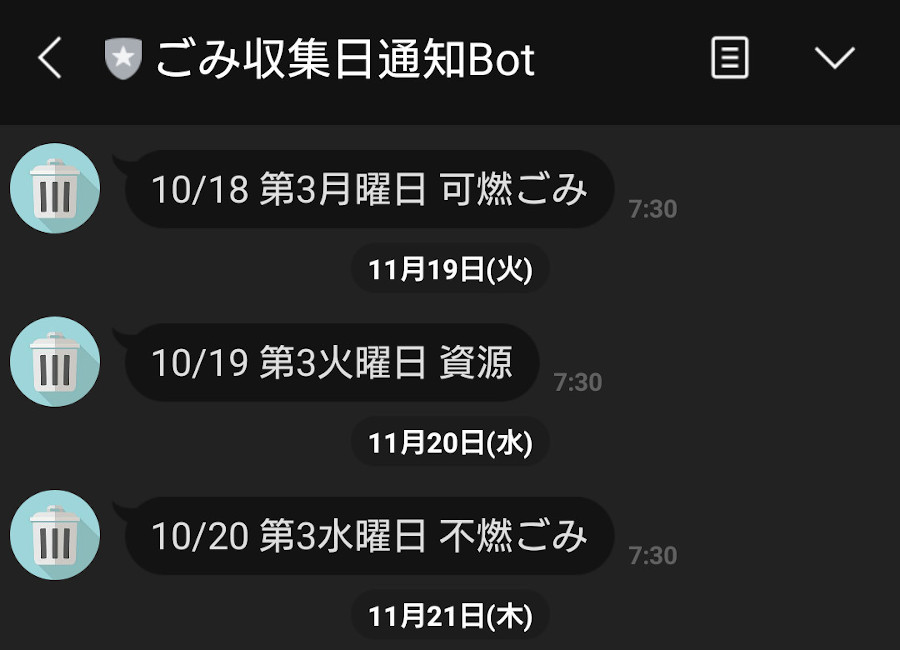 ごみ収集日通知Bot
10/18 第3月曜日 可燃ごみ
7:30
11月19日(火)
10/19 第3火曜日 資源
7:30
11月20日(水)
10/20 第3水曜日 不燃ごみ
7:30
11月21日(木)